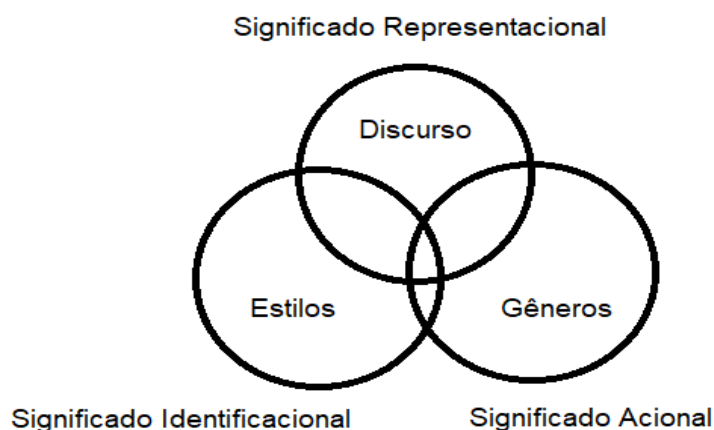 Significado Representacional
Discurso
Estilos
Gêneros
Significado Identificacional
Significado Acional